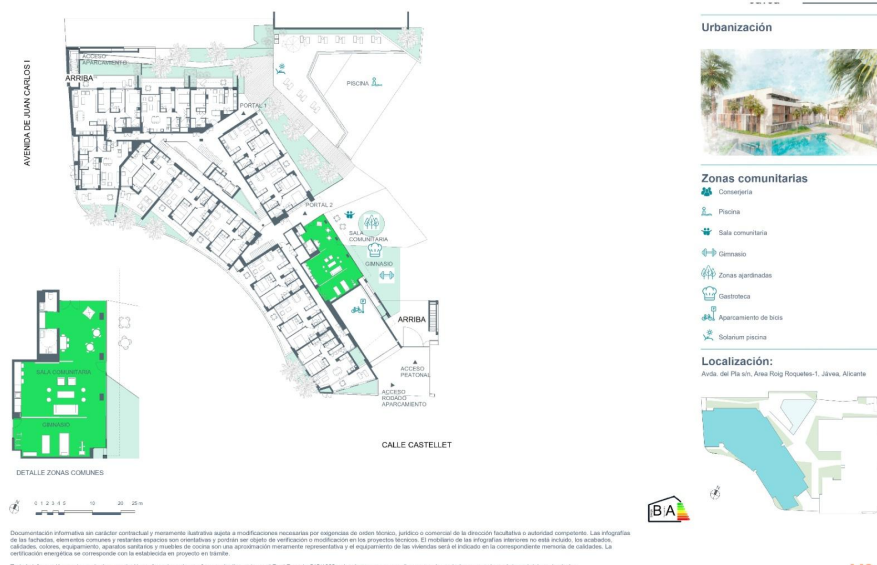 AVENIDA DE JUAN CARLOS I
ACCESO
APARCAMIENTO
ARRIBA
PISCINA
PORTAL 1
PORTAL 2
SALA
COMUNITARIA
GIMNASIO
ARRIBA
ACCESO
PEATONAL
ACCESO
RODADO
APARCAMIENTO
CALLE CASTELLET
SALA COMUNITARIA
GIMNASIO
DETALLE ZONAS COMUNES
0 1 2 3 4 5 10 20 25 m
B A
Urbanización
Zonas comunitarias
Conserjería
Piscina
Sala comunitaria
Gimnasio
Zonas ajardinadas
Gastroteca
Aparcamiento de bicis
Solarium piscina
Localización:
Avda. del Pla s/n, Area Roig Roquetes-1, Jávea, Alicante
Documentación informativa sin carácter contractual y meramente ilustrativa sujeta a modificaciones necesarias por exigencias de orden técnico, jurídico o comercial de la dirección facultativa o autoridad competente. Las infografías
de las fachadas, elementos comunes y restantes espacios son orientativas y podrán ser objeto de verificación o modificación en los proyectos técnicos. El mobiliario de las infografías interiores no está incluido, los acabados,
calidades, colores, equipamiento, aparatos sanitarios y muebles de cocina son una aproximación meramente representativa y el equipamiento de las viviendas será el indicado en la correspondiente memoria de calidades. La
certificación energética se corresponde con la establecida en proyecto en trámite.